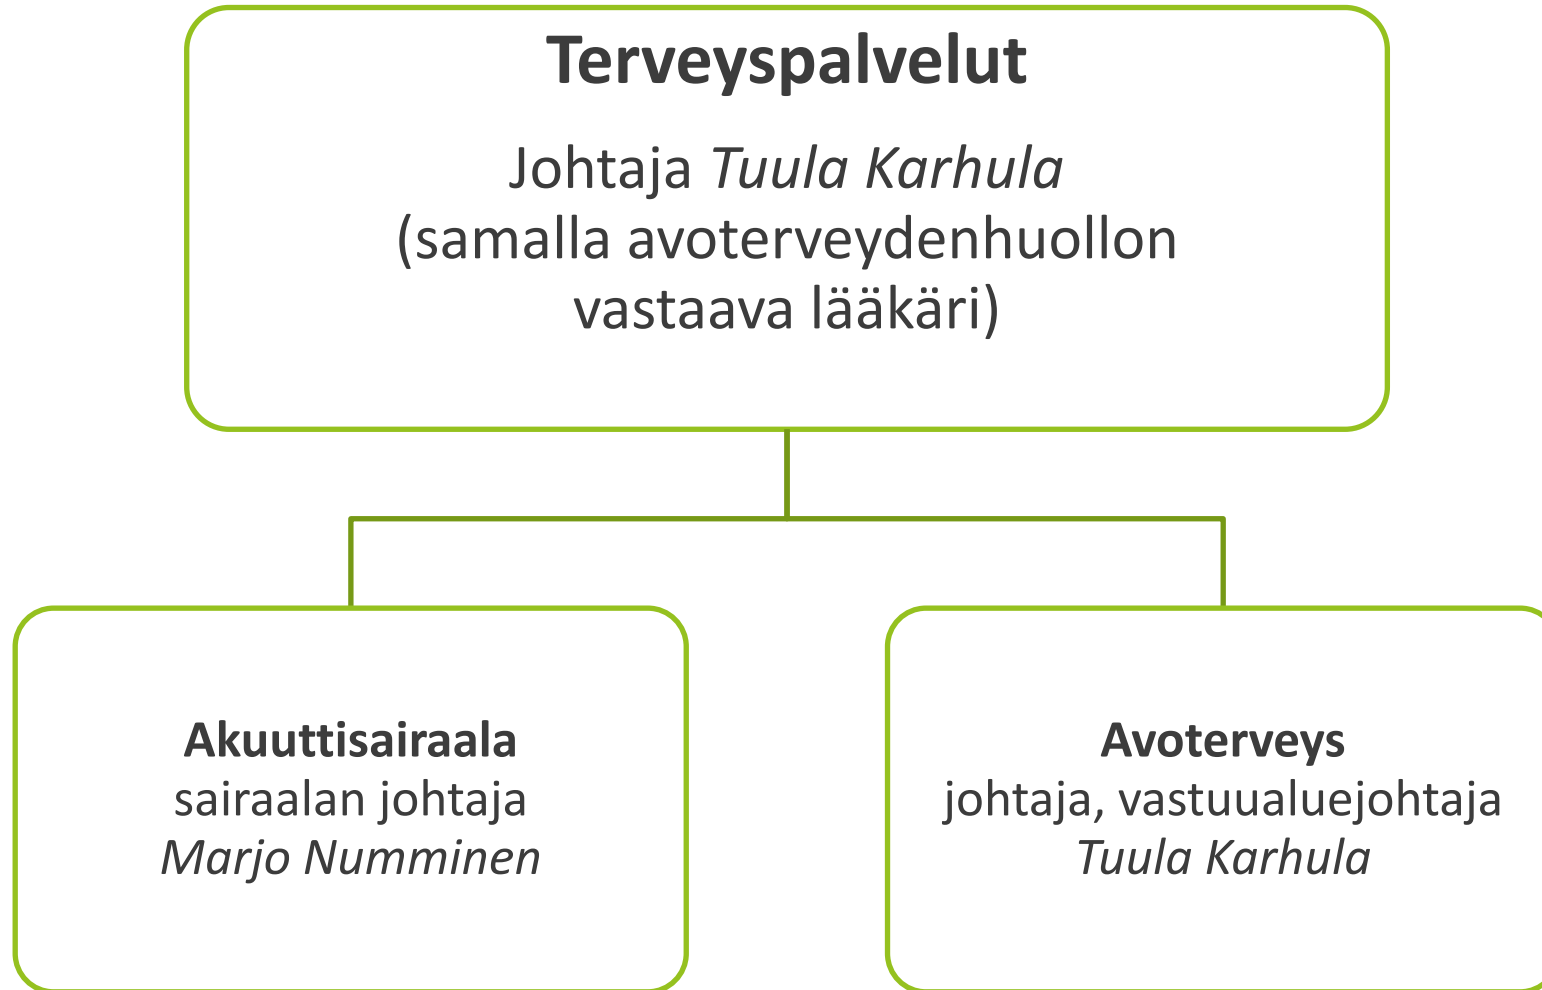 Terveyspalvelut
Johtaja Tuula Karhula
(samalla avoterveydenhuollon
vastaava lääkäri)
Akuuttisairaala
sairaalan johtaja
Marjo Numminen
Avoterveys
johtaja, vastuualuejohtaja
Tuula Karhula